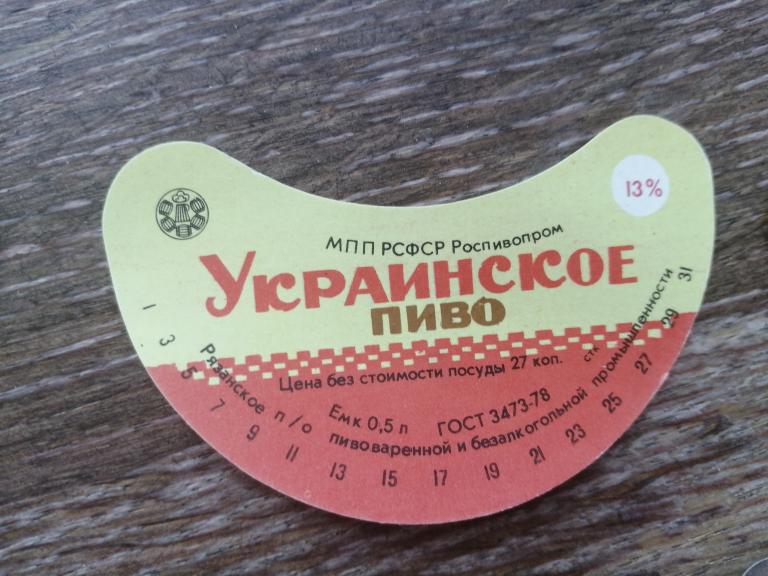 13%
МПП РСФСР Роспивопром
УКРАИНСКОЕ
ПИВО
Цена без стоимости посуды 27 коп.
Емк 0,5 л ГОСТ 3473-78
Рязанское п/о пивоваренной и безалкогольной промышленности
1 3 5 7 9 11 13 15 17 19 21 23 25 27 29 31